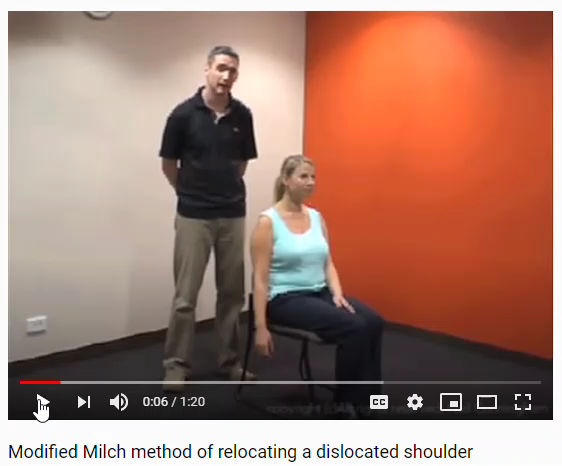 0:06 / 1:20
Modified Milch method of relocating a dislocated shoulder